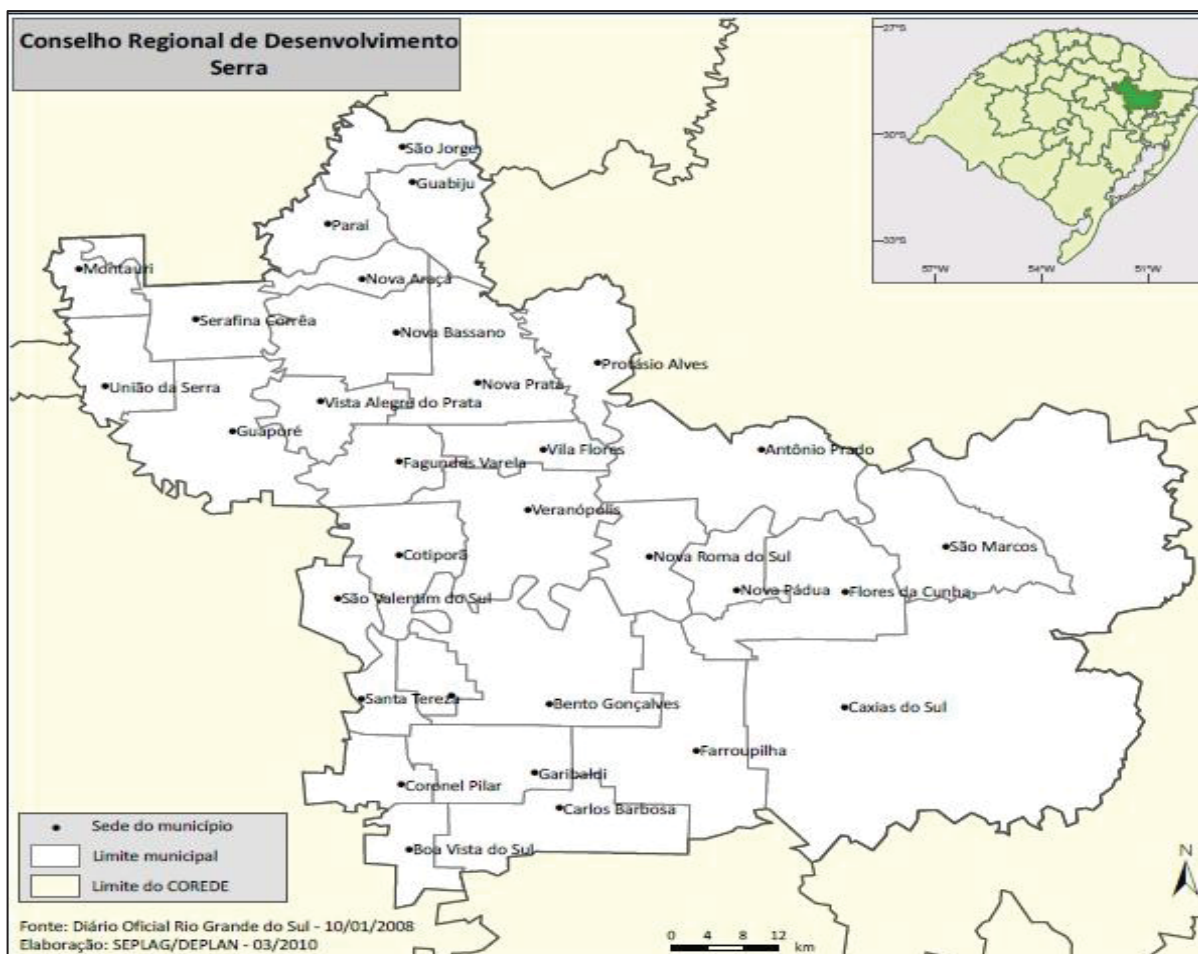 Conselho Regional de Desenvolvimento
Serra
27°S
30°S
33°S
57°W
54°W
51°W
São Jorge
Guabiju
Paraí
Nova Araçá
Montauri
Serafina Corrêa
Nova Bassano
Protásio Alves
União da Serra
Nova Prata
Vista Alegre do Prata
Guaporé
Vila Flores
Antônio Prado
Fagundes Varela
Veranópolis
São Marcos
Cotiporã
Nova Roma do Sul
Nova Pádua
Flores da Cunha
São Valentim do Sul
Santa Tereza
Bento Gonçalves
Caxias do Sul
Farroupilha
Garibaldi
Coronel Pilar
Carlos Barbosa
Boa Vista do Sul
Sede do município
Limite municipal
Limite do COREDE
N
Fonte: Diário Oficial Rio Grande do Sul - 10/01/2008
Elaboração: SEPLAG/DEPLAN - 03/2010
0 4 8 12
km